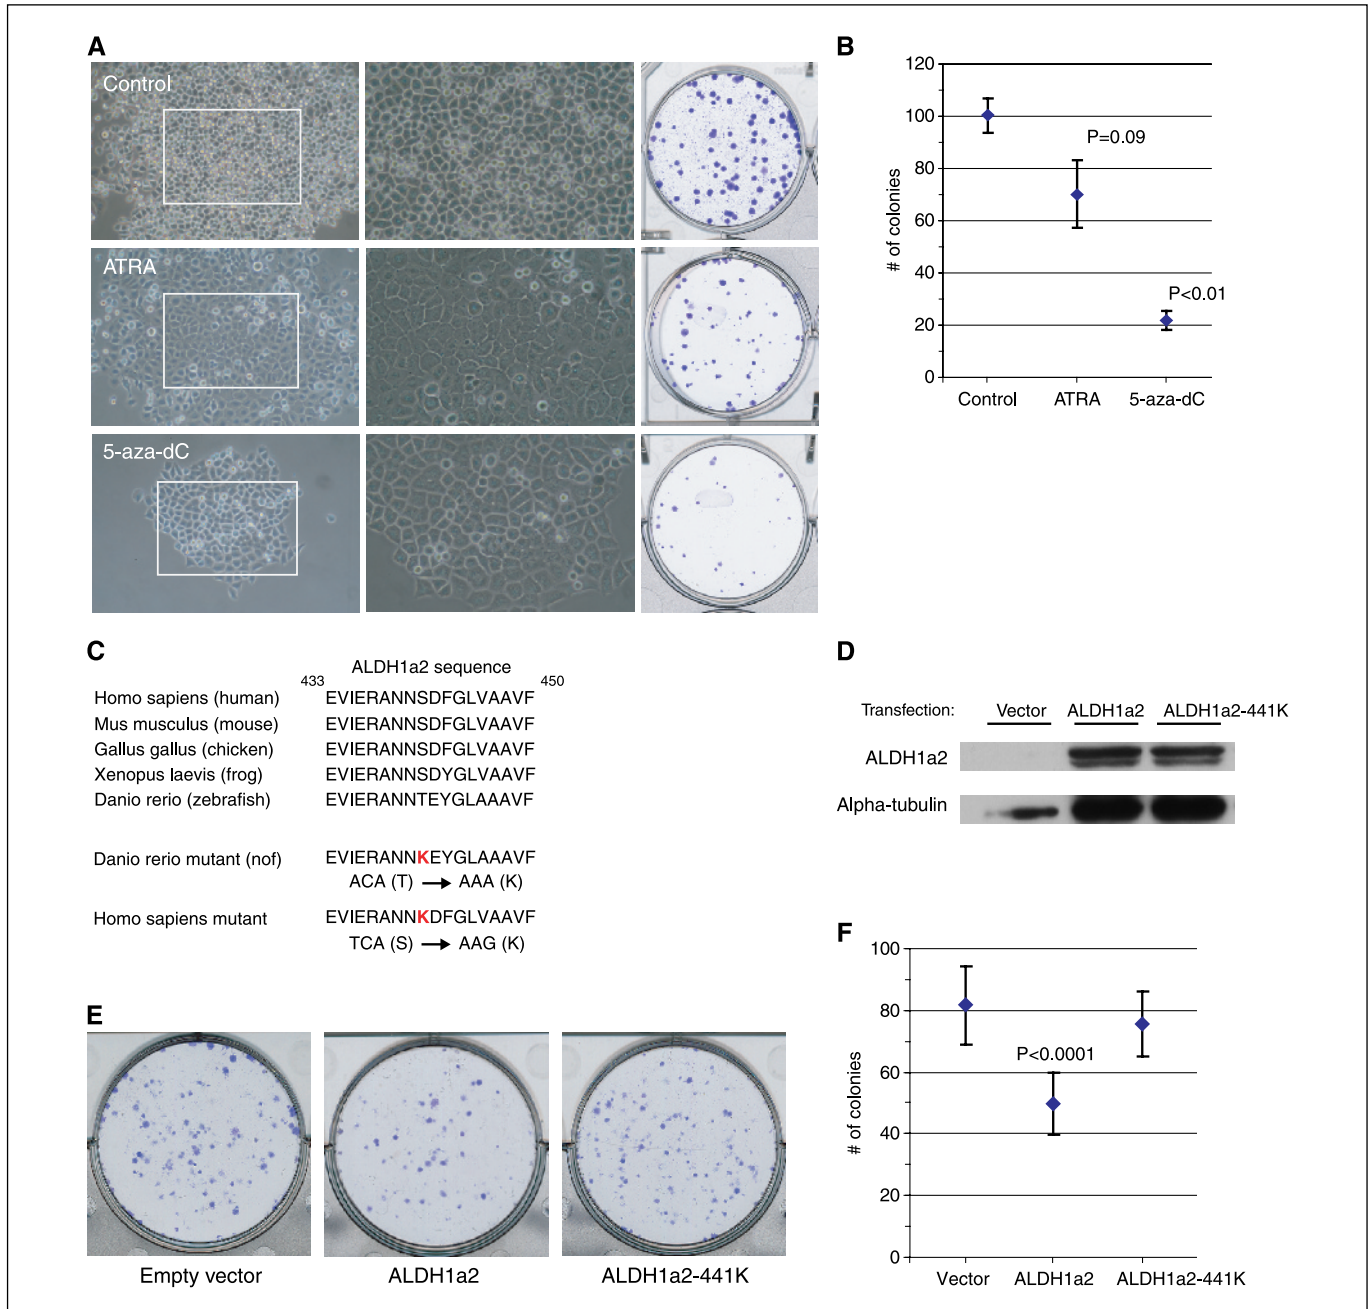 A
Control
ATRA
5-aza-dC
B
120
100
80
60
40
20
0
# of colonies
P=0.09
P<0.01
Control ATRA 5-aza-dC
C
ALDH1a2 sequence
433 450
Homo sapiens (human) EVIERANNSDFGLVAAVF
Mus musculus (mouse) EVIERANNSDFGLVAAVF
Gallus gallus (chicken) EVIERANNSDFGLVAAVF
Xenopus laevis (frog) EVIERANNSDYGLVAAVF
Danio rerio (zebrafish) EVIERANNTEYGLAAAVF
Danio rerio mutant (nof) EVIERANNKEYGLAAAVF
ACA (T) → AAA (K)
Homo sapiens mutant EVIERANNKDFGLVAAVF
TCA (S) → AAG (K)
D
Transfection: Vector ALDH1a2 ALDH1a2-441K
ALDH1a2
Alpha-tubulin
E
Empty vector ALDH1a2 ALDH1a2-441K
F
100
80
60
40
20
0
# of colonies
P<0.0001
Vector ALDH1a2 ALDH1a2-441K